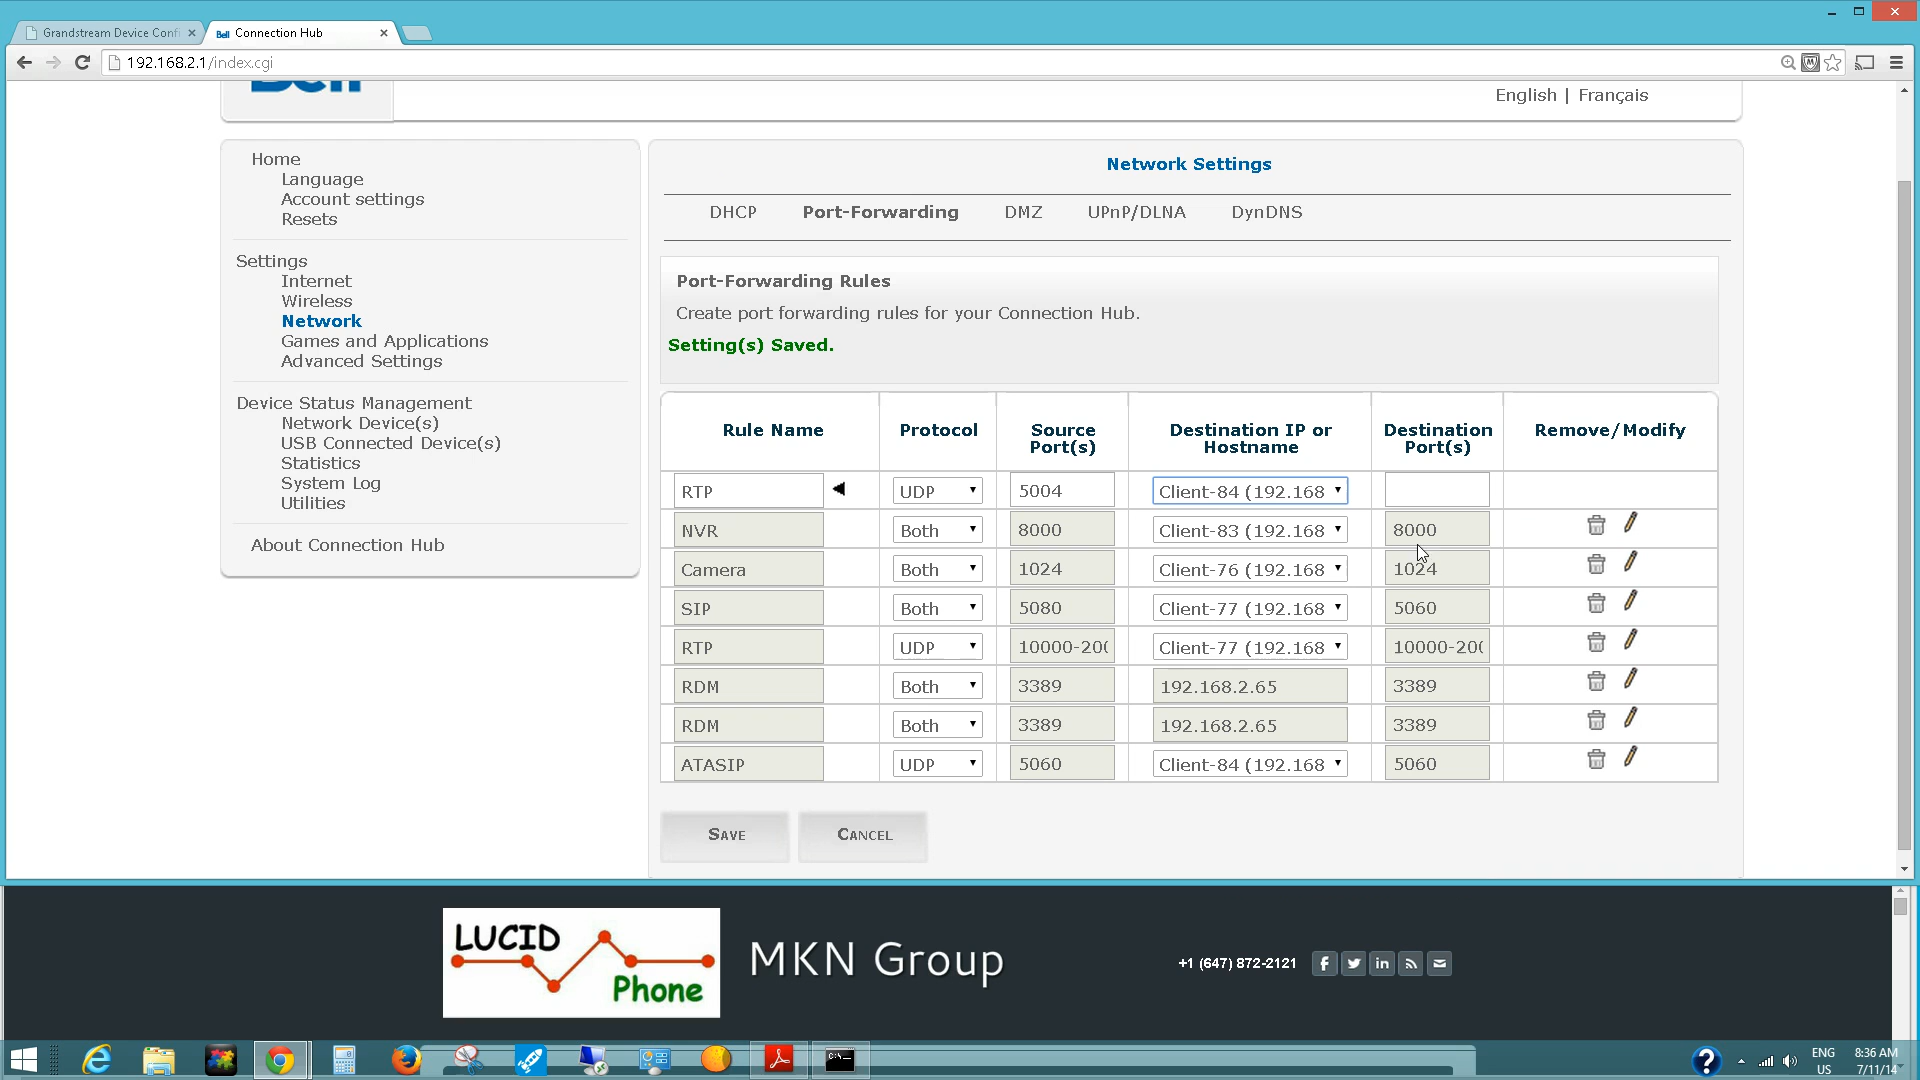 Grandstream Device Confi
Bell Connection Hub
192.168.2.1/index.cgi
Bell
English | Français
Home
Language
Account settings
Resets
Settings
Internet
Wireless
Network
Games and Applications
Advanced Settings
Device Status Management
Network Device(s)
USB Connected Device(s)
Statistics
System Log
Utilities
About Connection Hub
Network Settings
DHCP Port-Forwarding DMZ UPnP/DLNA DynDNS
Port-Forwarding Rules
Create port forwarding rules for your Connection Hub.
Setting(s) Saved.
Rule Name Protocol Source Port(s) Destination IP or Hostname Destination Port(s) Remove/Modify
RTP UDP 5004 Client-84 (192.168
NVR Both 8000 Client-83 (192.168 8000
Camera Both 1024 Client-76 (192.168 1024
SIP Both 5080 Client-77 (192.168 5060
RTP UDP 10000-200 Client-77 (192.168 10000-200
RDM Both 3389 192.168.2.65 3389
RDM Both 3389 192.168.2.65 3389
ATASIP UDP 5060 Client-84 (192.168 5060
SAVE CANCEL
LUCID
Phone
MKN Group
+1 (647) 872-2121
ENG 8:36 AM
US 7/11/14